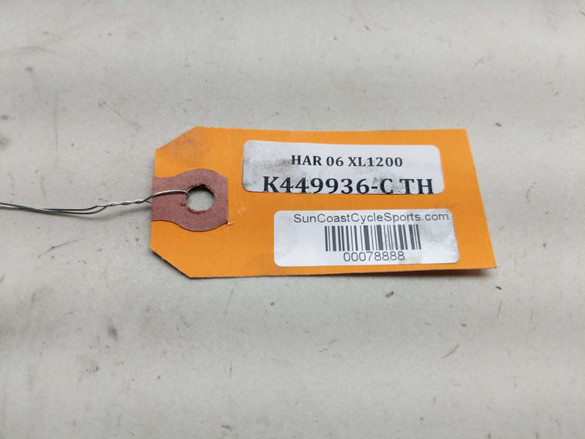 HAR 06 XL1200
K449936-C TH
SunCoastCycleSports.com
00078888